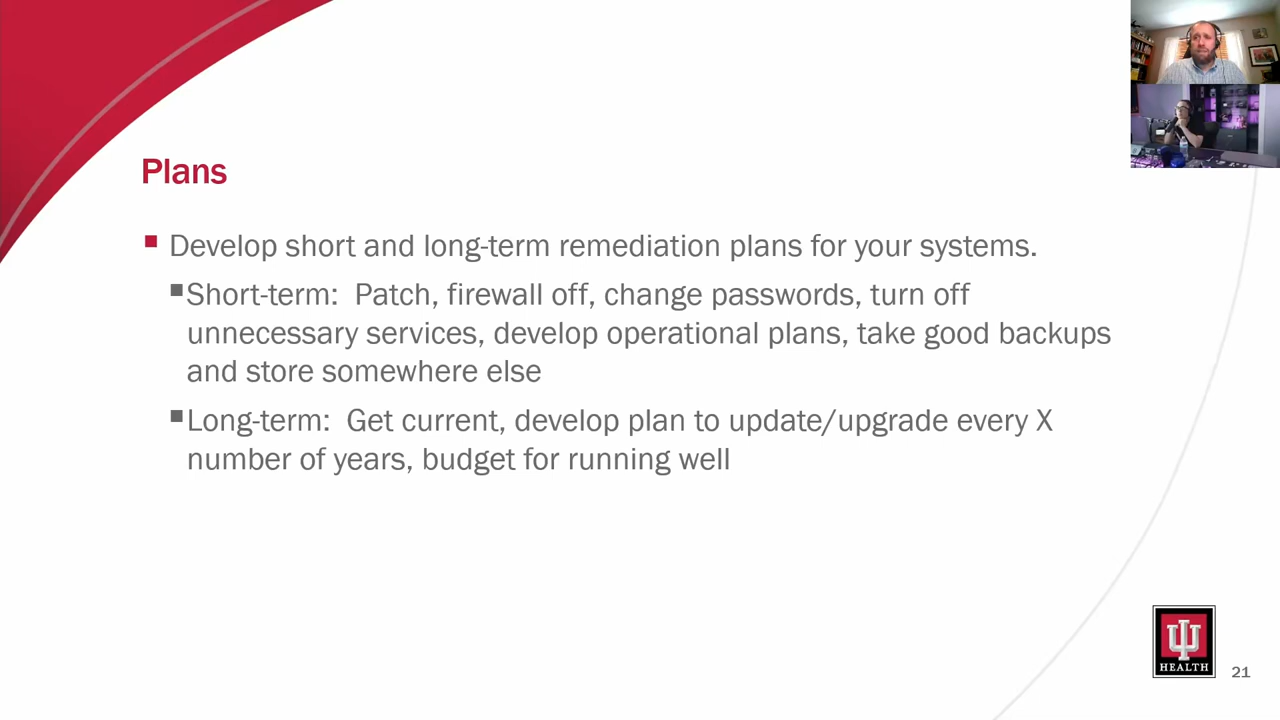 Plans
Develop short and long-term remediation plans for your systems.
Short-term: Patch, firewall off, change passwords, turn off
unnecessary services, develop operational plans, take good backups
and store somewhere else
Long-term: Get current, develop plan to update/upgrade every X
number of years, budget for running well
HEALTH
21